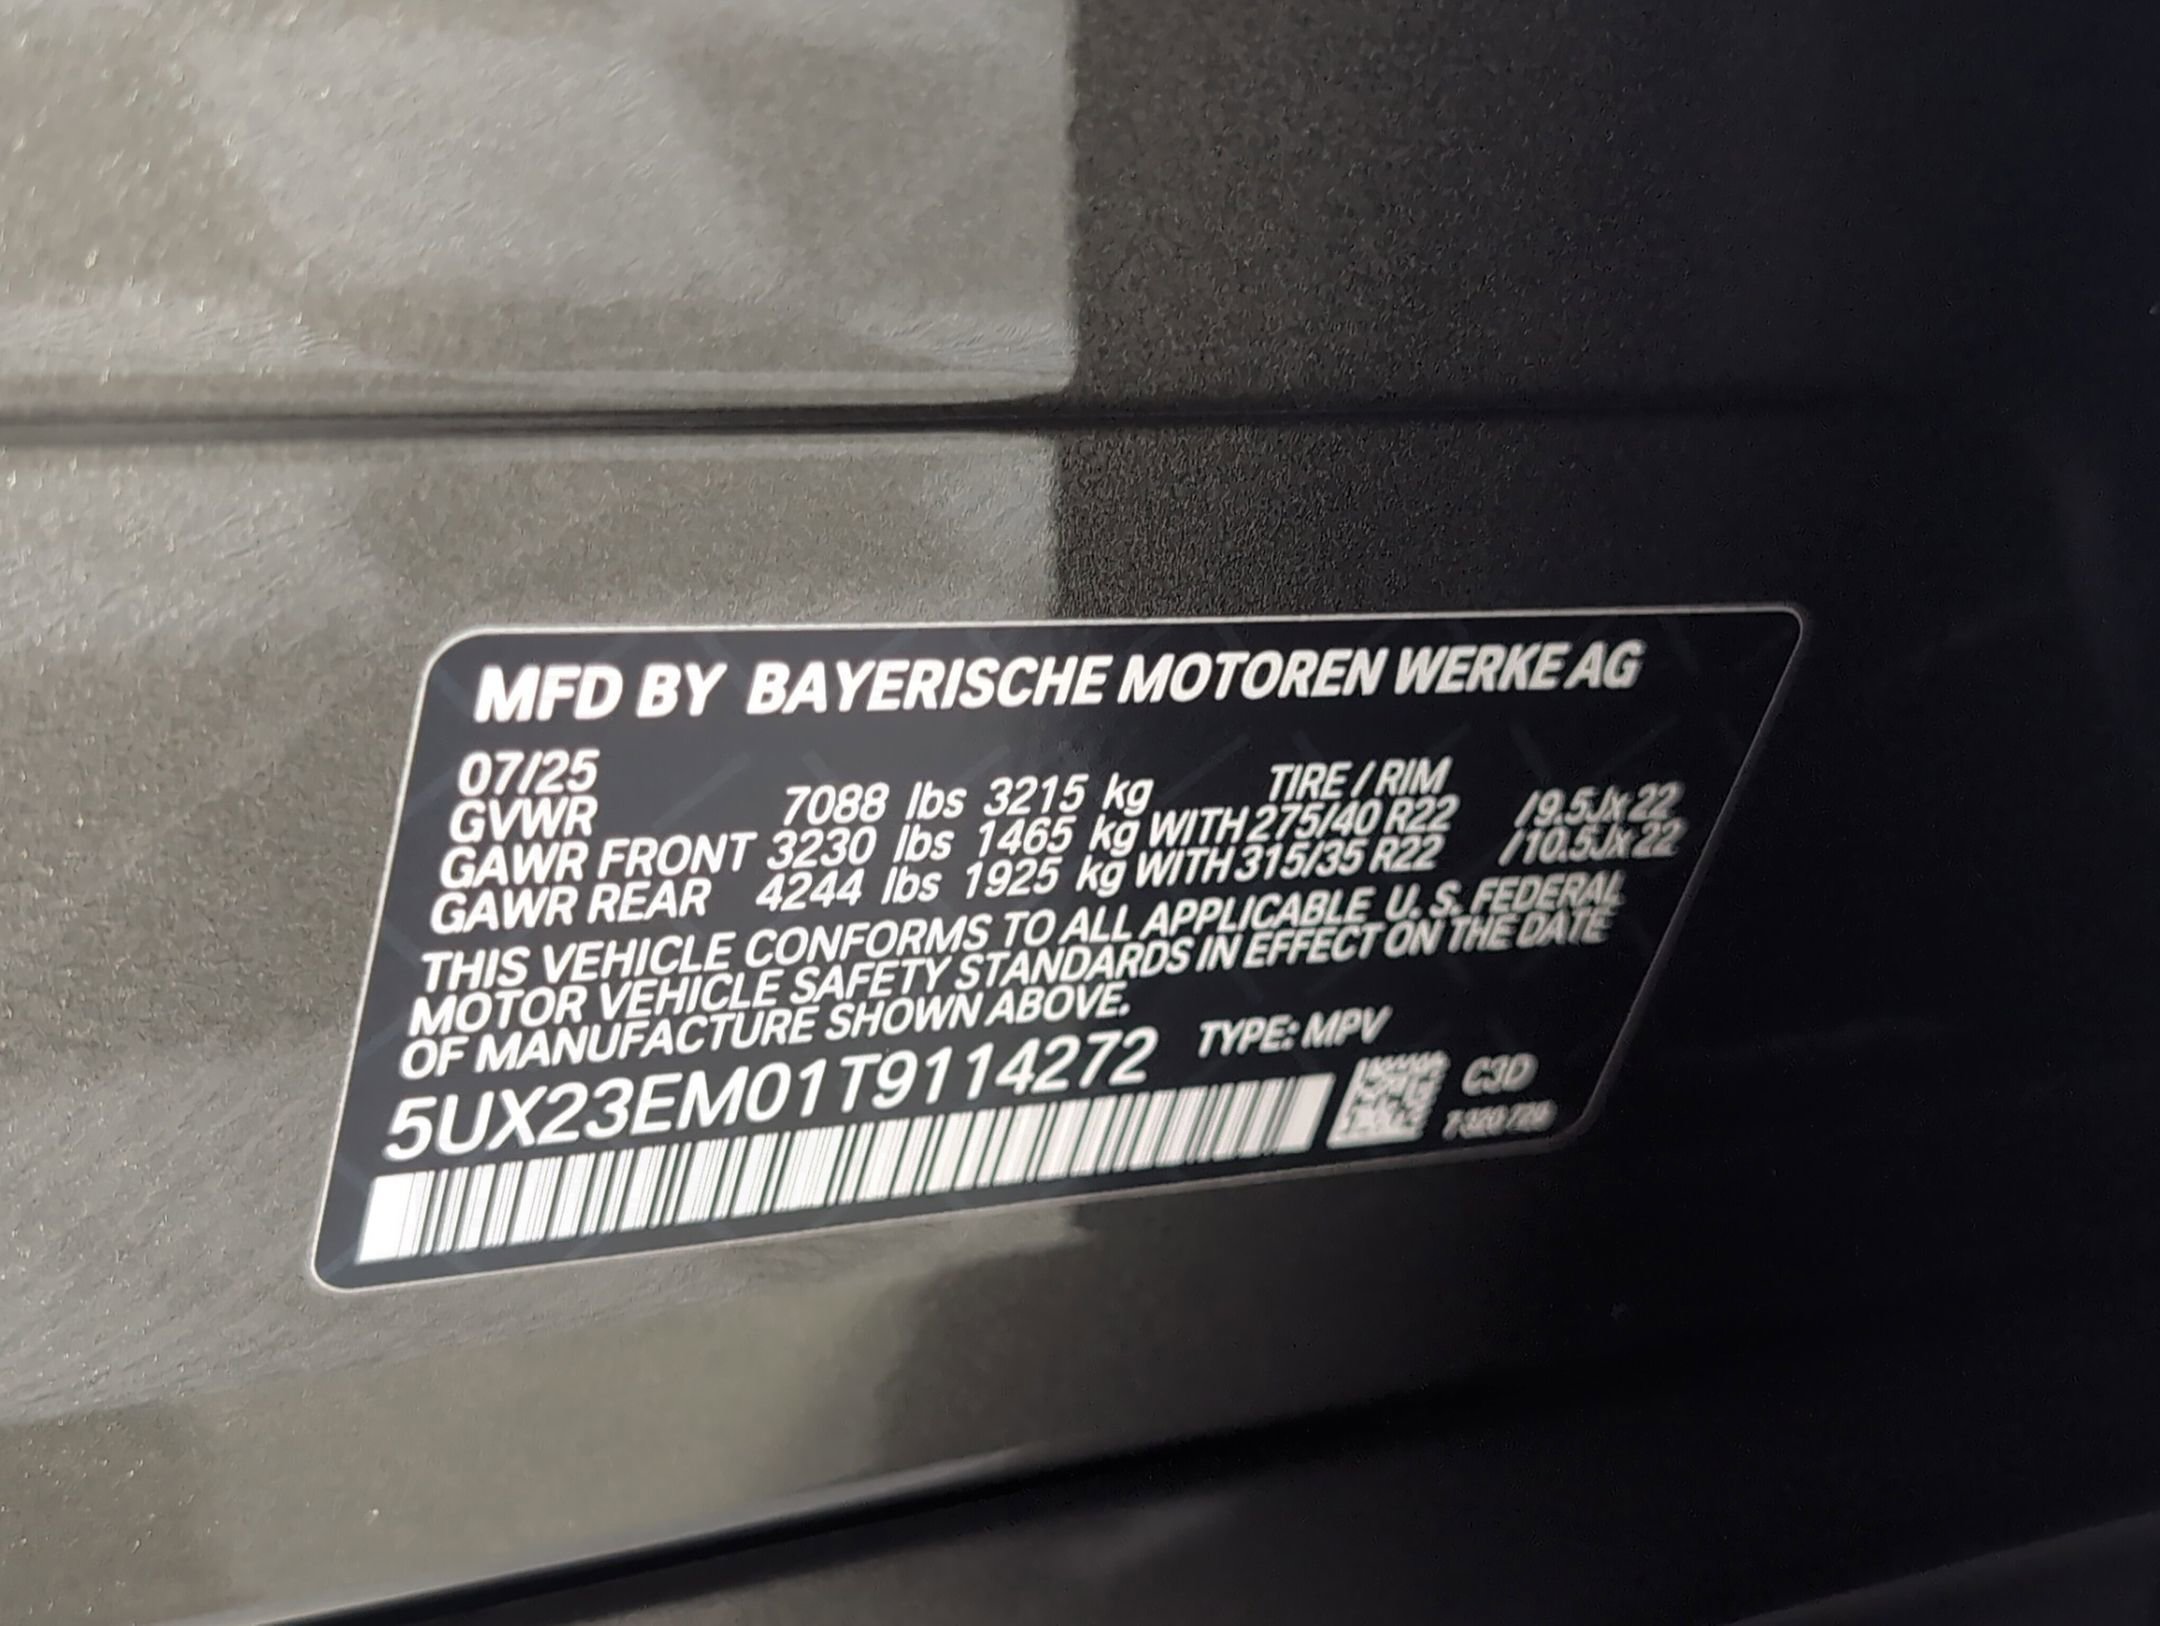 MFD BY BAYERISCHE MOTOREN WERKE AG
07/25 TIRE / RIM
GVWR 7088 lbs 3215 kg
GAWR FRONT 3230 lbs 1465 kg WITH 275/40 R22 /9.5Jx22
GAWR REAR 4244 lbs 1925 kg WITH 315/35 R22 /10.5Jx22
THIS VEHICLE CONFORMS TO ALL APPLICABLE U. S. FEDERAL
MOTOR VEHICLE SAFETY STANDARDS IN EFFECT ON THE DATE
OF MANUFACTURE SHOWN ABOVE.
5UX23EM01T9114272 TYPE: MPV
C3D